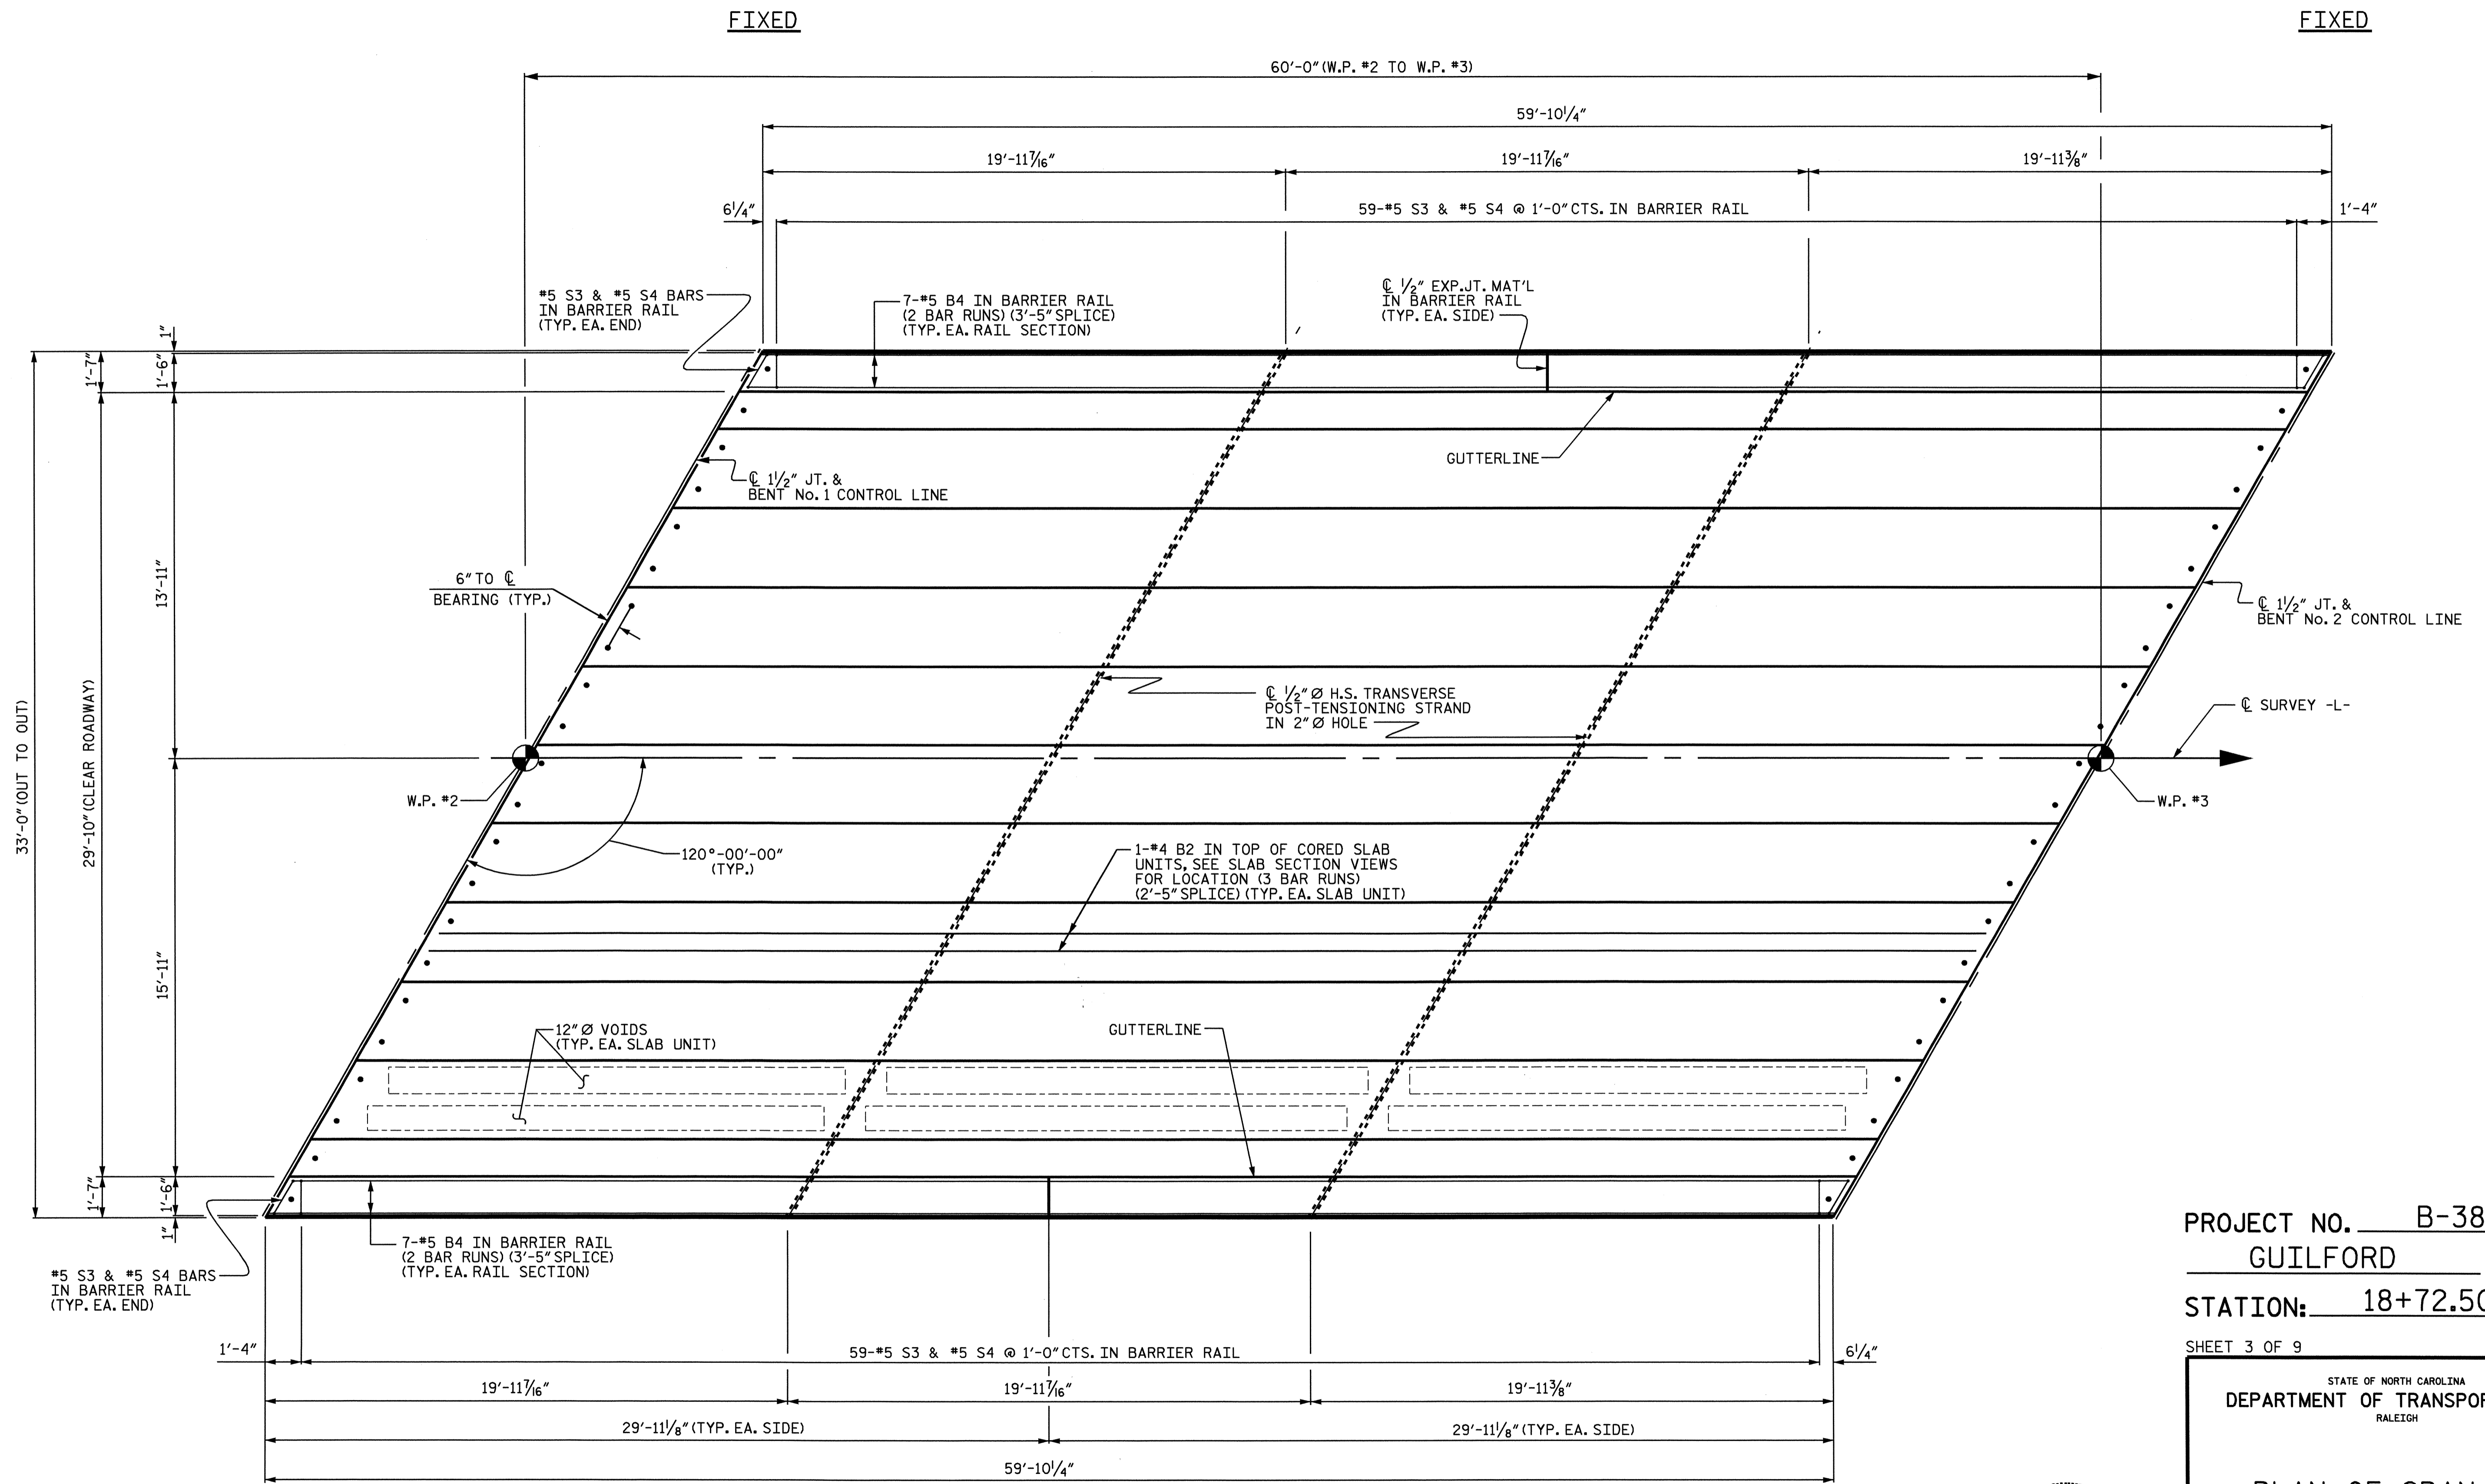 FIXED
FIXED
60'-0" (W.P. #2 TO W.P. #3)
59'-10¼"
19'-11⁷⁄₁₆"
19'-11⁷⁄₁₆"
19'-11⅜"
6¼"
59-#5 S3 & #5 S4 @ 1'-0" CTS. IN BARRIER RAIL
1'-4"
#5 S3 & #5 S4 BARS
IN BARRIER RAIL
(TYP. EA. END)
7-#5 B4 IN BARRIER RAIL
(2 BAR RUNS) (3'-5" SPLICE)
(TYP. EA. RAIL SECTION)
℄ ½" EXP. JT. MAT'L
IN BARRIER RAIL
(TYP. EA. SIDE)
1"
1'-7"
1'-6"
GUTTERLINE
℄ 1½" JT. &
BENT No. 1 CONTROL LINE
13'-11"
6" TO ℄
BEARING (TYP.)
℄ 1½" JT. &
BENT No. 2 CONTROL LINE
33'-0" (OUT TO OUT)
29'-10" (CLEAR ROADWAY)
℄ ½" Ø H.S. TRANSVERSE
POST-TENSIONING STRAND
IN 2" Ø HOLE
℄ SURVEY -L-
W.P. #2
W.P. #3
120°-00'-00"
(TYP.)
1-#4 B2 IN TOP OF CORED SLAB
UNITS, SEE SLAB SECTION VIEWS
FOR LOCATION (3 BAR RUNS)
(2'-5" SPLICE) (TYP. EA. SLAB UNIT)
15'-11"
12" Ø VOIDS
(TYP. EA. SLAB UNIT)
GUTTERLINE
1'-7"
1'-6"
1"
7-#5 B4 IN BARRIER RAIL
(2 BAR RUNS) (3'-5" SPLICE)
(TYP. EA. RAIL SECTION)
#5 S3 & #5 S4 BARS
IN BARRIER RAIL
(TYP. EA. END)
1'-4"
59-#5 S3 & #5 S4 @ 1'-0" CTS. IN BARRIER RAIL
6¼"
19'-11⁷⁄₁₆"
19'-11⁷⁄₁₆"
19'-11⅜"
29'-11⅛" (TYP. EA. SIDE)
29'-11⅛" (TYP. EA. SIDE)
59'-10¼"
PROJECT NO. B-38
GUILFORD
STATION: 18+72.50
SHEET 3 OF 9
STATE OF NORTH CAROLINA
DEPARTMENT OF TRANSPOR
RALEIGH